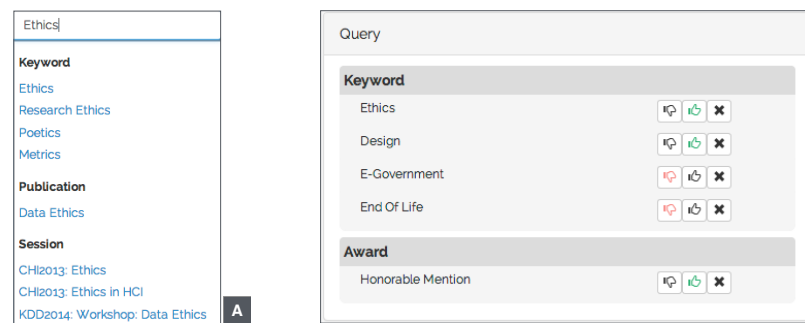 Ethics
Keyword
Ethics
Research Ethics
Poetics
Metrics
Publication
Data Ethics
Session
CHI2013: Ethics
CHI2013: Ethics in HCI
KDD2014: Workshop: Data Ethics
A
Query
Keyword
Ethics
Design
E-Government
End Of Life
Award
Honorable Mention